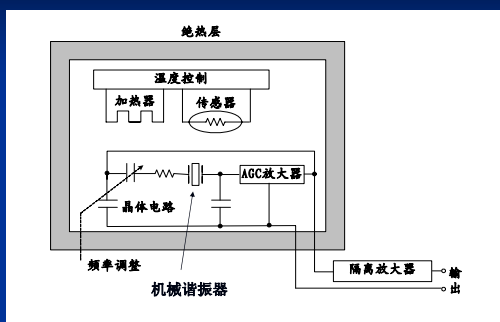 绝热层
温度控制
加热器
传感器
AGC放大器
晶体电路
频率调整
机械谐振器
隔离放大器
输
出